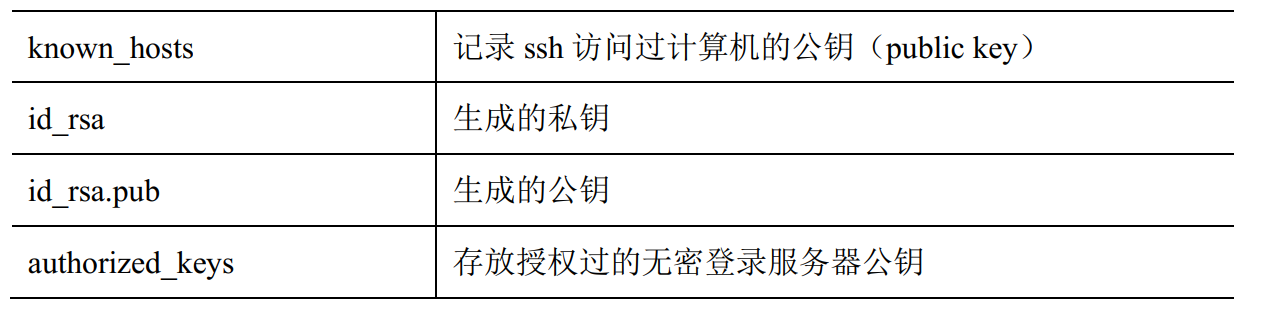 known_hosts 记录 ssh 访问过计算机的公钥（public key）
id_rsa 生成的私钥
id_rsa.pub 生成的公钥
authorized_keys 存放授权过的无密登录服务器公钥